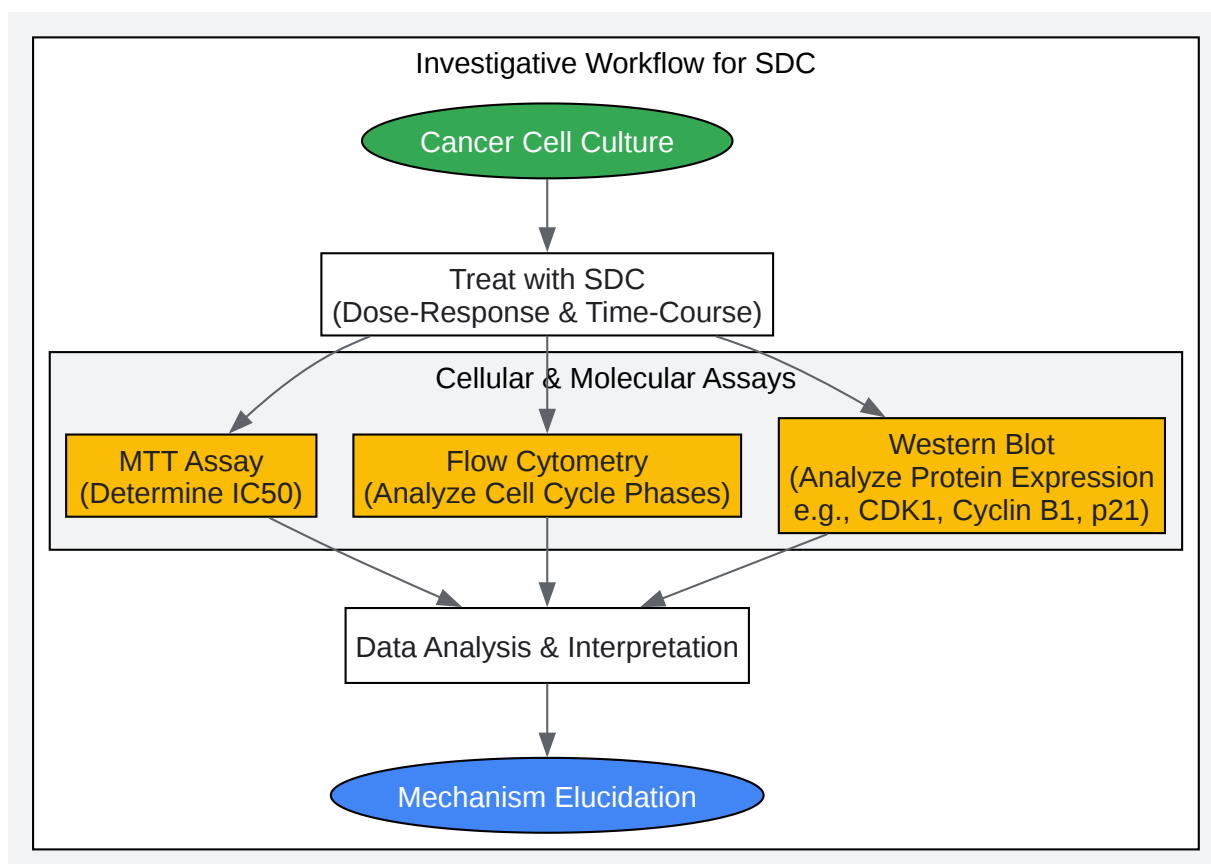 Investigative Workflow for SDC
Cancer Cell Culture
Treat with SDC
(Dose-Response & Time-Course)
Cellular & Molecular Assays
MTT Assay
(Determine IC50)
Flow Cytometry
(Analyze Cell Cycle Phases)
Western Blot
(Analyze Protein Expression
e.g., CDK1, Cyclin B1, p21)
Data Analysis & Interpretation
Mechanism Elucidation